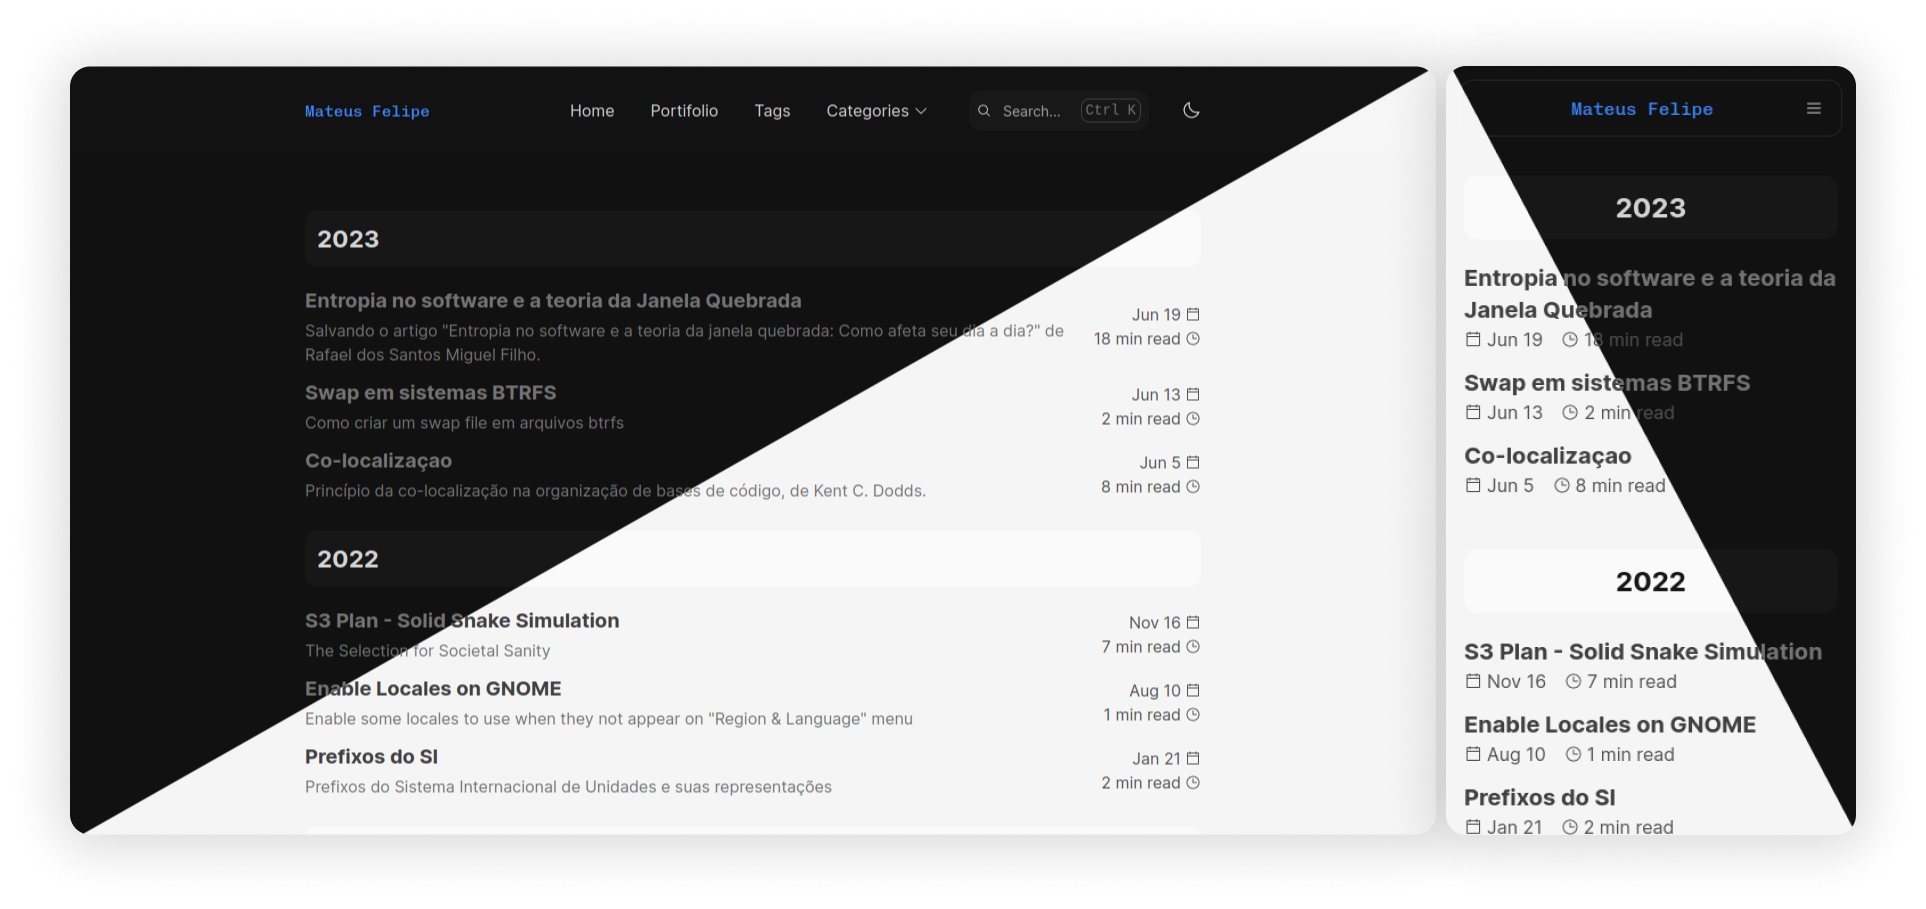 Mateus Felipe
Home Portifolio Tags Categories Search... Ctrl K
2023
Entropia no software e a teoria da Janela Quebrada
Salvando o artigo "Entropia no software e a teoria da janela quebrada: Como afeta seu dia a dia?" de
Rafael dos Santos Miguel Filho.
Jun 19
18 min read
Swap em sistemas BTRFS
Como criar um swap file em arquivos btrfs
Jun 13
2 min read
Co-localizaçao
Princípio da co-localização na organização de bases de código, de Kent C. Dodds.
Jun 5
8 min read
2022
S3 Plan - Solid Snake Simulation
The Selection for Societal Sanity
Nov 16
7 min read
Enable Locales on GNOME
Enable some locales to use when they not appear on "Region & Language" menu
Aug 10
1 min read
Prefixos do SI
Prefixos do Sistema Internacional de Unidades e suas representações
Jan 21
2 min read
Mateus Felipe
2023
Entropia no software e a teoria da
Janela Quebrada
Jun 19 18 min read
Swap em sistemas BTRFS
Jun 13 2 min read
Co-localizaçao
Jun 5 8 min read
2022
S3 Plan - Solid Snake Simulation
Nov 16 7 min read
Enable Locales on GNOME
Aug 10 1 min read
Prefixos do SI
Jan 21 2 min read